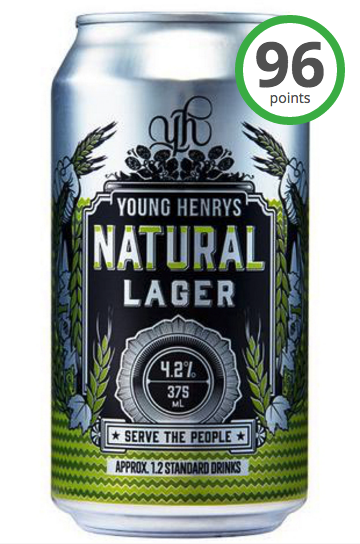 96
points
yh
YOUNG HENRYS
NATURAL
LAGER
4.2%
375
ML
★ SERVE THE PEOPLE ★
APPROX. 1.2 STANDARD DRINKS